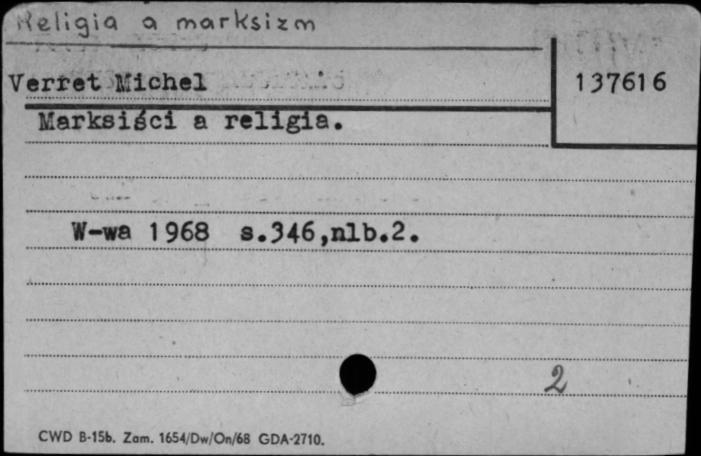 Religia a marksizm
Verret Michel
137616
Marksiści a religia.
W-wa 1968 s.346,nlb.2.
2
CWD B-15b. Zam. 1654/Dw/On/68 GDA-2710.